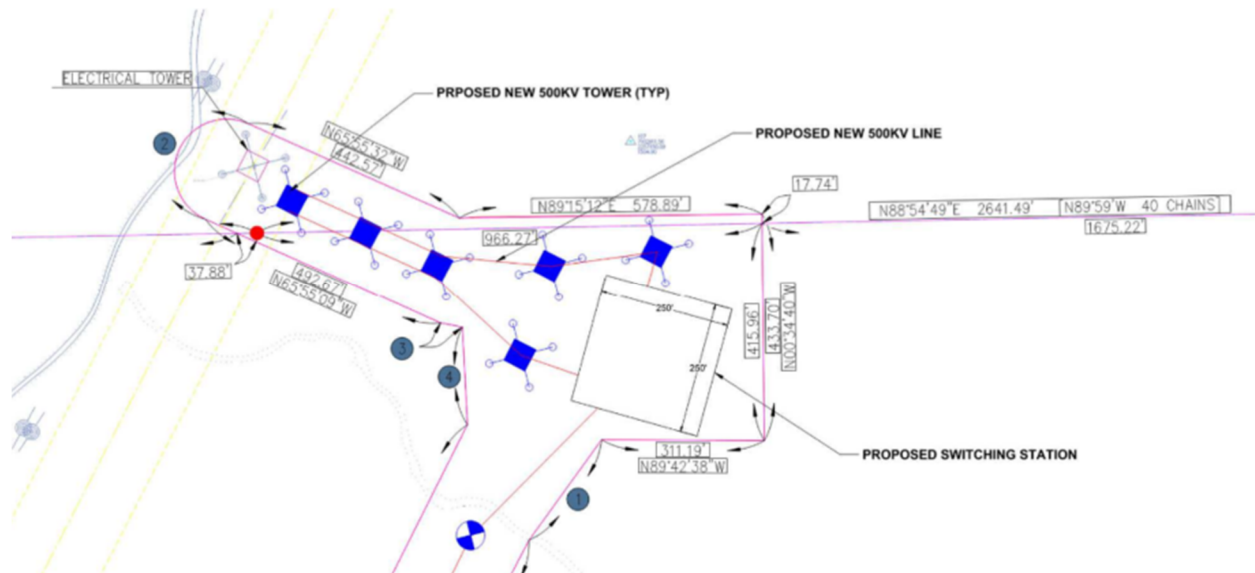 ELECTRICAL TOWER
PRPOSED NEW 500KV TOWER (TYP)
2
N65°55'32"W
442.57'
PROPOSED NEW 500KV LINE
17.74'
N89°15'12"E 578.89'
N88°54'49"E 2641.49' N89°59'W 40 CHAINS
1675.22'
966.27'
37.88'
492.67'
N65°55'09"W
250'
415.96'
433.70'
N00°34'40"W
3
4
250'
311.19'
N89°42'38"W
PROPOSED SWITCHING STATION
1